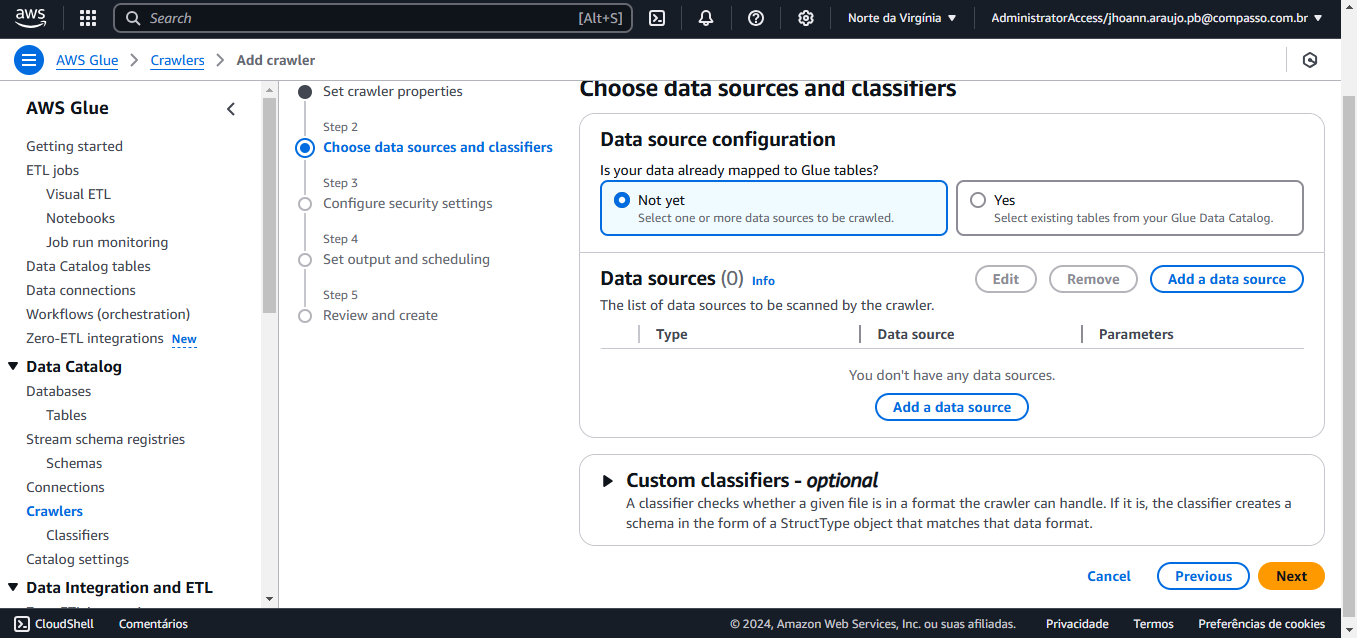 aws
Search [Alt+S]
Norte da Virgínia
AdministratorAccess/jhoann.araujo.pb@compasso.com.br
AWS Glue > Crawlers > Add crawler
AWS Glue
Getting started
ETL jobs
Visual ETL
Notebooks
Job run monitoring
Data Catalog tables
Data connections
Workflows (orchestration)
Zero-ETL integrations New
Data Catalog
Databases
Tables
Stream schema registries
Schemas
Connections
Crawlers
Classifiers
Catalog settings
Data Integration and ETL
Set crawler properties
Step 2
Choose data sources and classifiers
Step 3
Configure security settings
Step 4
Set output and scheduling
Step 5
Review and create
Choose data sources and classifiers
Data source configuration
Is your data already mapped to Glue tables?
Not yet
Select one or more data sources to be crawled.
Yes
Select existing tables from your Glue Data Catalog.
Data sources (0) Info
Edit
Remove
Add a data source
The list of data sources to be scanned by the crawler.
Type
Data source
Parameters
You don't have any data sources.
Add a data source
Custom classifiers - optional
A classifier checks whether a given file is in a format the crawler can handle. If it is, the classifier creates a
schema in the form of a StructType object that matches that data format.
Cancel
Previous
Next
CloudShell
Comentários
© 2024, Amazon Web Services, Inc. ou suas afiliadas.
Privacidade
Termos
Preferências de cookies